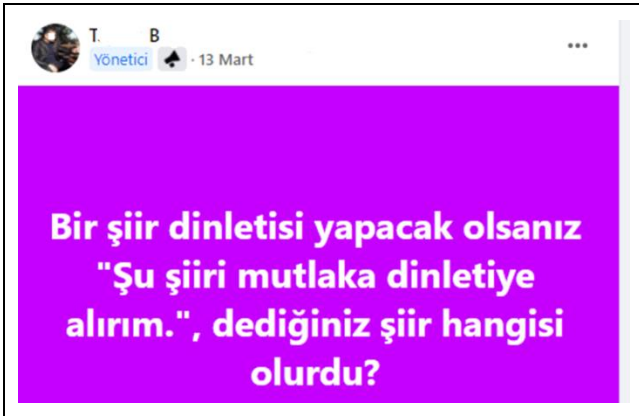 T. B
Yönetici · 13 Mart
Bir şiir dinletisi yapacak olsanız
"Şu şiiri mutlaka dinletiye
alırım.", dediğiniz şiir hangisi
olurdu?